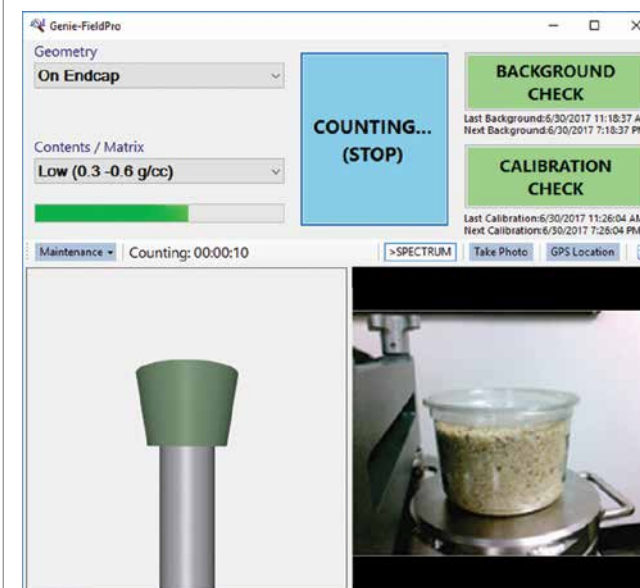 Genie-FieldPro
Geometry
On Endcap
Contents / Matrix
Low (0.3 -0.6 g/cc)
COUNTING...
(STOP)
BACKGROUND
CHECK
Last Background:6/30/2017 11:18:37 A
Next Background:6/30/2017 7:18:37 PM
CALIBRATION
CHECK
Last Calibration:6/30/2017 11:26:04 AM
Next Calibration:6/30/2017 7:26:04 PM
Maintenance
Counting: 00:00:10
>SPECTRUM
Take Photo
GPS Location